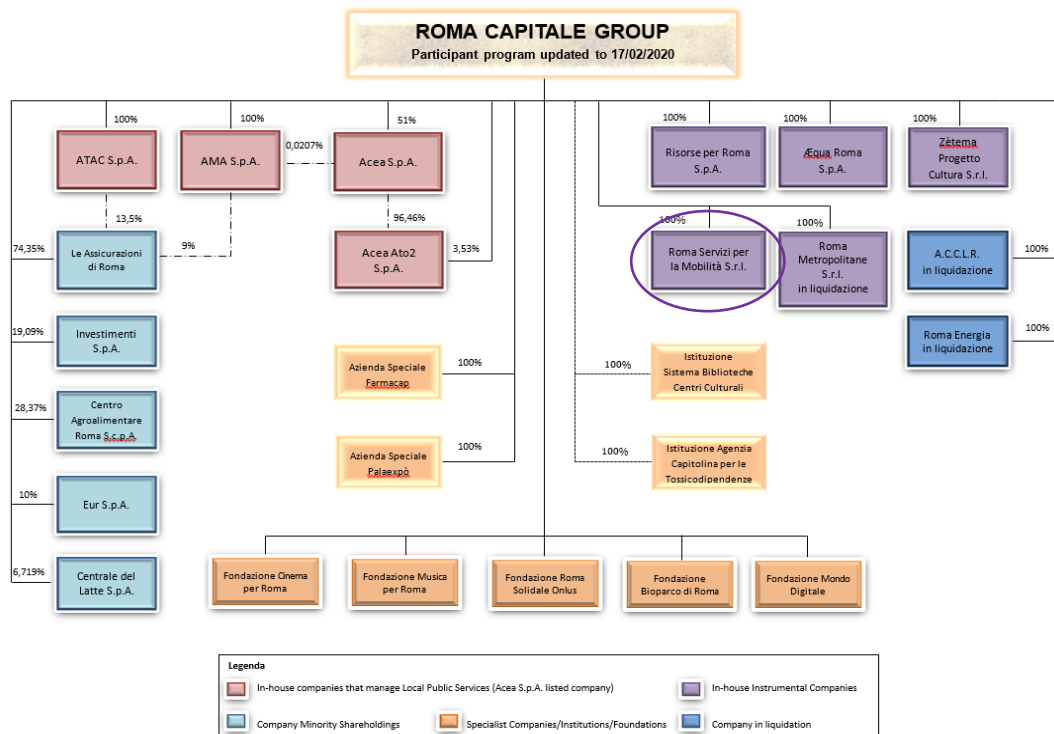 ROMA CAPITALE GROUP
Participant program updated to 17/02/2020
100%
100%
51%
100%
100%
100%
ATAC S.p.A.
AMA S.p.A.
0,0207%
Acea S.p.A.
Risorse per Roma
S.p.A.
Æqua Roma
S.p.A.
Zètema
Progetto
Cultura S.r.l.
13,5%
96,46%
100%
100%
74,35%
Le Assicurazioni
di Roma
9%
Acea Ato2
S.p.A.
3,53%
Roma Servizi per
la Mobilità S.r.l.
Roma
Metropolitane
S.r.l.
in liquidazione
A.C.C.L.R.
in liquidazione
100%
19,09%
Investimenti
S.p.A.
Roma Energia
in liquidazione
100%
Azienda Speciale
Farmacap
100%
100%
Istituzione
Sistema Biblioteche
Centri Culturali
28,37%
Centro
Agroalimentare
Roma S.c.p.A.
Azienda Speciale
Palaexpò
100%
100%
Istituzione Agenzia
Capitolina per le
Tossicodipendenze
10%
Eur S.p.A.
6,719%
Centrale del
Latte S.p.A.
Fondazione Cinema
per Roma
Fondazione Musica
per Roma
Fondazione Roma
Solidale Onlus
Fondazione
Bioparco di Roma
Fondazione Mondo
Digitale
Legenda
In-house companies that manage Local Public Services (Acea S.p.A. listed company)
In-house Instrumental Companies
Company Minority Shareholdings
Specialist Companies/Institutions/Foundations
Company in liquidation